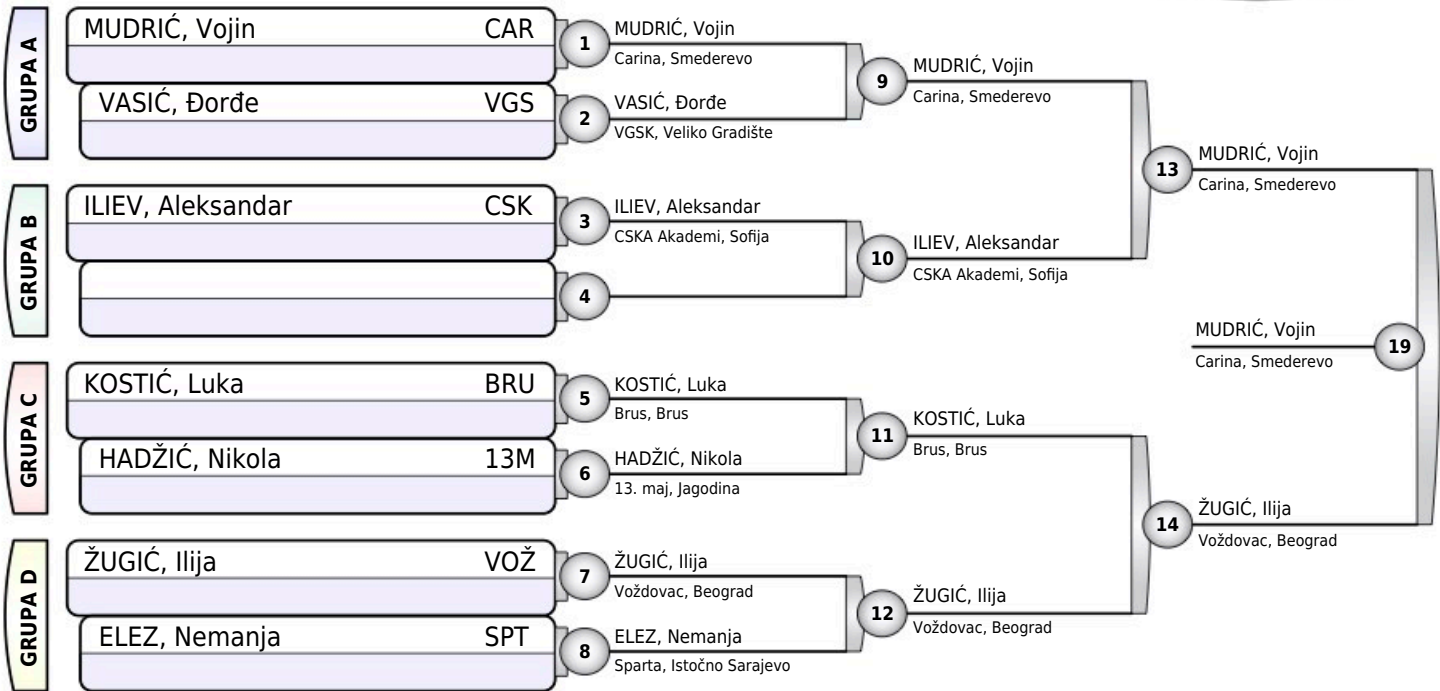 GRUPA A
MUDRIĆ, Vojin CAR
VASIĆ, Đorđe VGS
GRUPA B
ILIEV, Aleksandar CSK
GRUPA C
KOSTIĆ, Luka BRU
HADŽIĆ, Nikola 13M
GRUPA D
ŽUGIĆ, Ilija VOŽ
ELEZ, Nemanja SPT
1
MUDRIĆ, Vojin
Carina, Smederevo
2
VASIĆ, Đorđe
VGSK, Veliko Gradište
3
ILIEV, Aleksandar
CSKA Akademi, Sofija
4
5
KOSTIĆ, Luka
Brus, Brus
6
HADŽIĆ, Nikola
13. maj, Jagodina
7
ŽUGIĆ, Ilija
Voždovac, Beograd
8
ELEZ, Nemanja
Sparta, Istočno Sarajevo
9
MUDRIĆ, Vojin
Carina, Smederevo
10
ILIEV, Aleksandar
CSKA Akademi, Sofija
11
KOSTIĆ, Luka
Brus, Brus
12
ŽUGIĆ, Ilija
Voždovac, Beograd
13
MUDRIĆ, Vojin
Carina, Smederevo
14
ŽUGIĆ, Ilija
Voždovac, Beograd
MUDRIĆ, Vojin
Carina, Smederevo
19